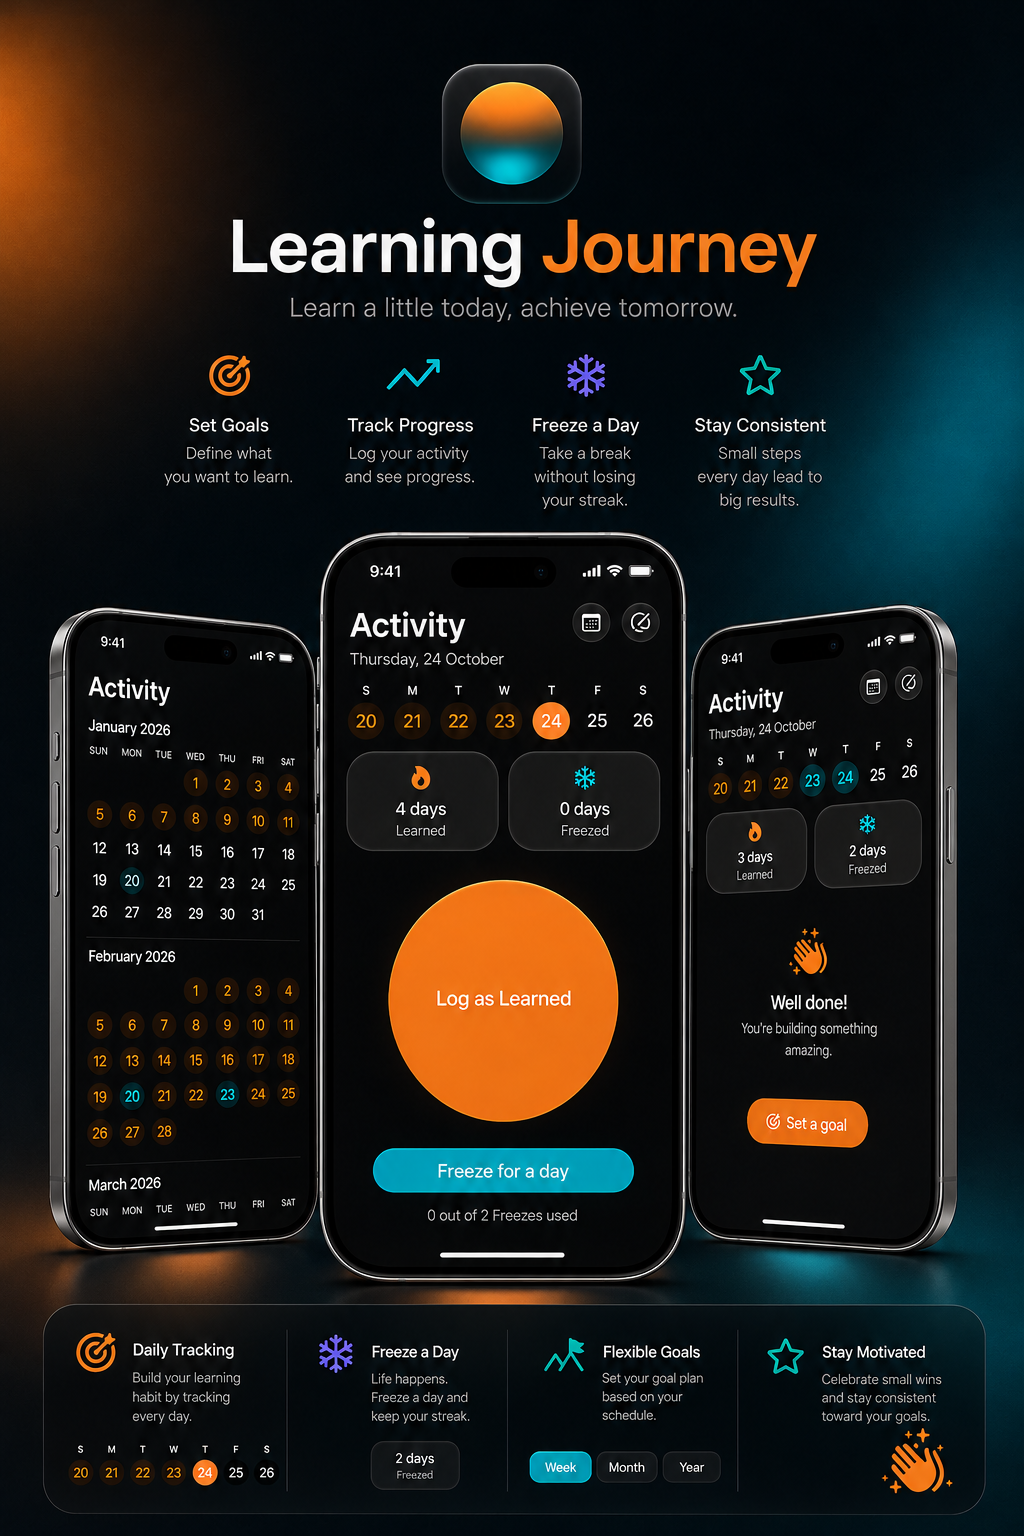 Learning Journey
Learn a little today, achieve tomorrow.
Set Goals
Define what
you want to learn.
Track Progress
Log your activity
and see progress.
Freeze a Day
Take a break
without losing
your streak.
Stay Consistent
Small steps
every day lead to
big results.
9:41
Activity
January 2026
SUN MON TUE WED THU FRI SAT
1 2 3 4
5 6 7 8 9 10 11
12 13 14 15 16 17 18
19 20 21 22 23 24 25
26 27 28 29 30 31
February 2026
1 2 3 4
5 6 7 8 9 10 11
12 13 14 15 16 17 18
19 20 21 22 23 24 25
26 27 28
March 2026
SUN MON TUE WED THU FRI SAT
9:41
Activity
Thursday, 24 October
S M T W T F S
20 21 22 23 24 25 26
4 days
Learned
0 days
Freezed
Log as Learned
Freeze for a day
0 out of 2 Freezes used
9:41
Activity
Thursday, 24 October
S M T W T F S
20 21 22 23 24 25 26
3 days
Learned
2 days
Freezed
Well done!
You're building something
amazing.
Set a goal
Daily Tracking
Build your learning
habit by tracking
every day.
S M T W T F S
20 21 22 23 24 25 26
Freeze a Day
Life happens.
Freeze a day and
keep your streak.
2 days
Freezed
Flexible Goals
Set your goal plan
based on your
schedule.
Week Month Year
Stay Motivated
Celebrate small wins
and stay consistent
toward your goals.